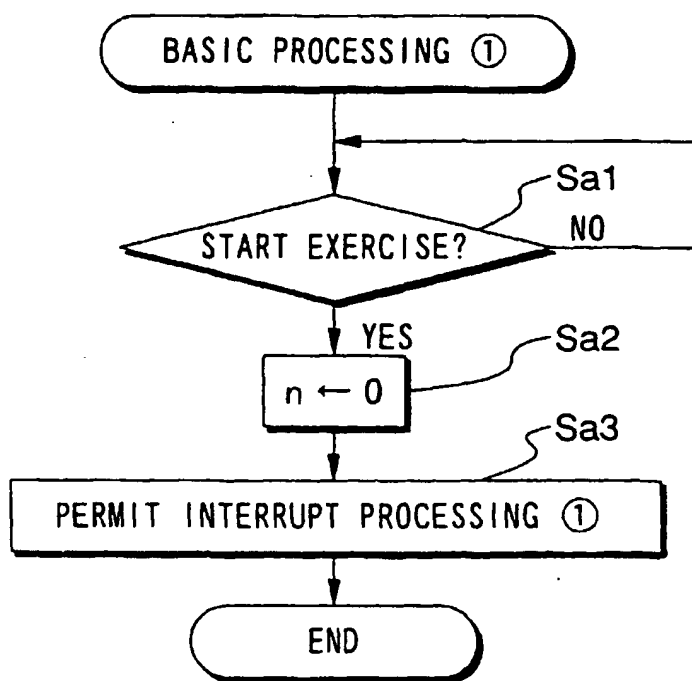 BASIC PROCESSING ①
Sa1
START EXERCISE?
NO
YES
Sa2
n ← 0
Sa3
PERMIT INTERRUPT PROCESSING ①
END